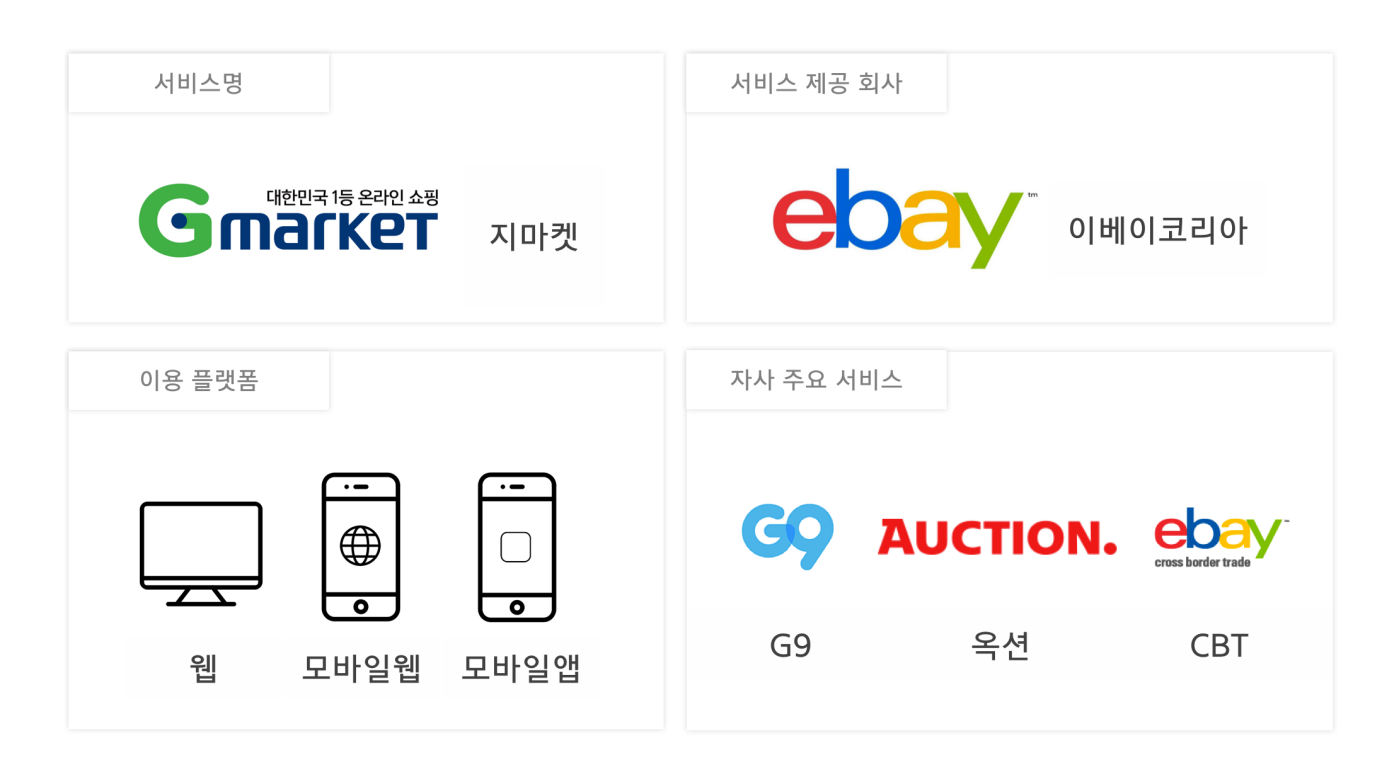 서비스명
대한민국 1등 온라인 쇼핑
Gmarket
지마켓
서비스 제공 회사
ebay™
이베이코리아
이용 플랫폼
웹
모바일웹
모바일앱
자사 주요 서비스
G9
AUCTION.
ebay™
cross border trade
G9
옥션
CBT